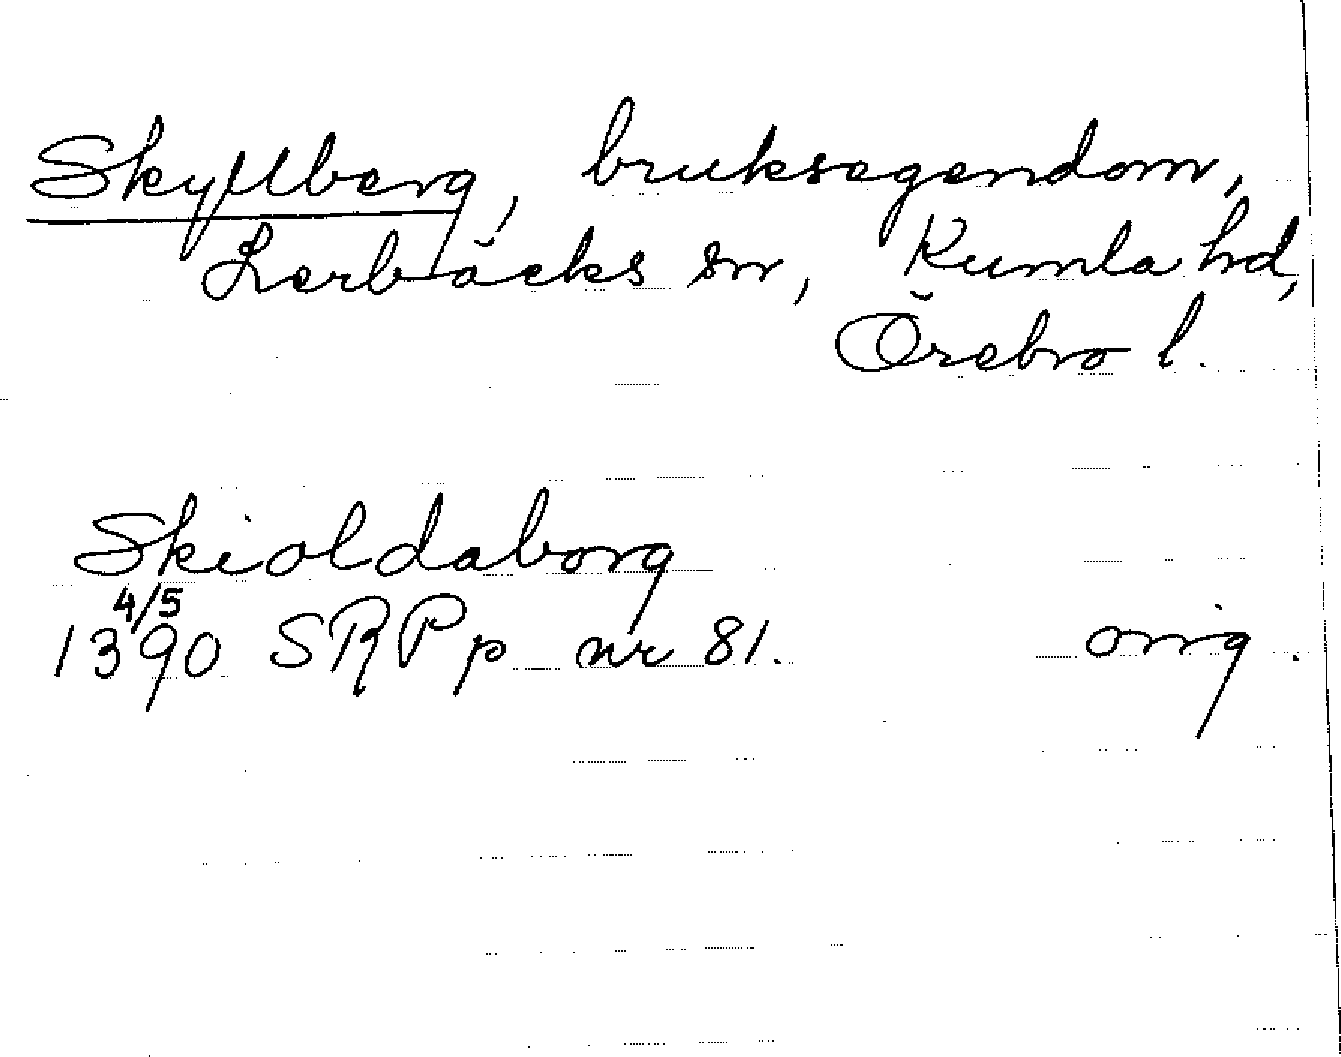 Skyllberg, bruksegendom,
Lerbäcks sn, Kumla hd,
Örebro l.
Skioldaborg
4/5
1390 SRPp nr 81. orig.